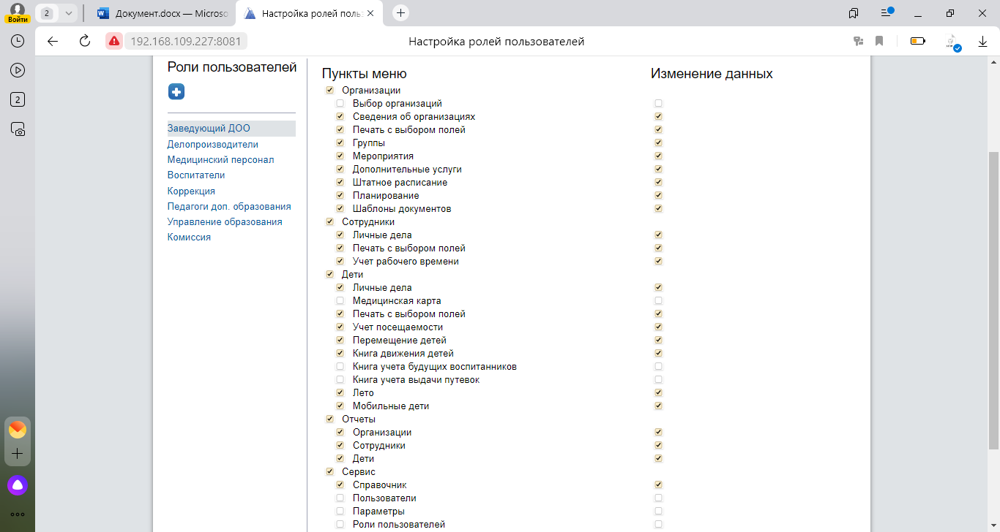 Войти
2
Документ.docx — Microso
Настройка ролей поль
192.168.109.227:8081
Настройка ролей пользователей
2
Роли пользователей
Заведующий ДОО
Делопроизводители
Медицинский персонал
Воспитатели
Коррекция
Педагоги доп. образования
Управление образования
Комиссия
Пункты меню
Изменение данных
Организации
Выбор организаций
Сведения об организациях
Печать с выбором полей
Группы
Мероприятия
Дополнительные услуги
Штатное расписание
Планирование
Шаблоны документов
Сотрудники
Личные дела
Печать с выбором полей
Учет рабочего времени
Дети
Личные дела
Медицинская карта
Печать с выбором полей
Учет посещаемости
Перемещение детей
Книга движения детей
Книга учета будущих воспитанников
Книга учета выдачи путевок
Лето
Мобильные дети
Отчеты
Организации
Сотрудники
Дети
Сервис
Справочник
Пользователи
Параметры
Роли пользователей